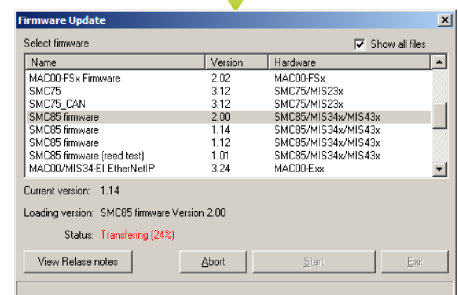 Firmware Update
Select firmware
Show all files
Name Version Hardware
MAC00-FSx Firmware 2.02 MAC00-FSx
SMC75 3.12 SMC75/MIS23x
SMC75_CAN 3.12 SMC75/MIS23x
SMC85 firmware 2.00 SMC85/MIS34x/MIS43x
SMC85 firmware 1.14 SMC85/MIS34x/MIS43x
SMC85 firmware 1.12 SMC85/MIS34x/MIS43x
SMC85 firmware (reed test) 1.01 SMC85/MIS34x/MIS43x
MAC00/MIS34-EI EtherNetIP 3.24 MAC00-Exx
Current version: 1.14
Loading version: SMC85 firmware Version 2.00
Status: Transfering (24%)
View Relase notes Abort Start Exit